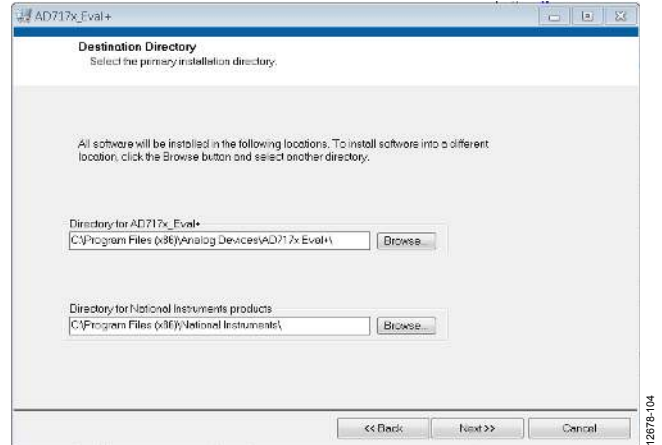 AD717x_Eval+
Destination Directory
Select the primary installation directory.
All software will be installed in the following locations. To install software into a different
location, click the Browse button and select another directory.
Directory for AD717x_Eval+
C:\Program Files (x86)\Analog Devices\AD717x Eval+\
Browse...
Directory for National Instruments products
C:\Program Files (x86)\National Instruments\
Browse...
<< Back
Next >>
Cancel
12678-104